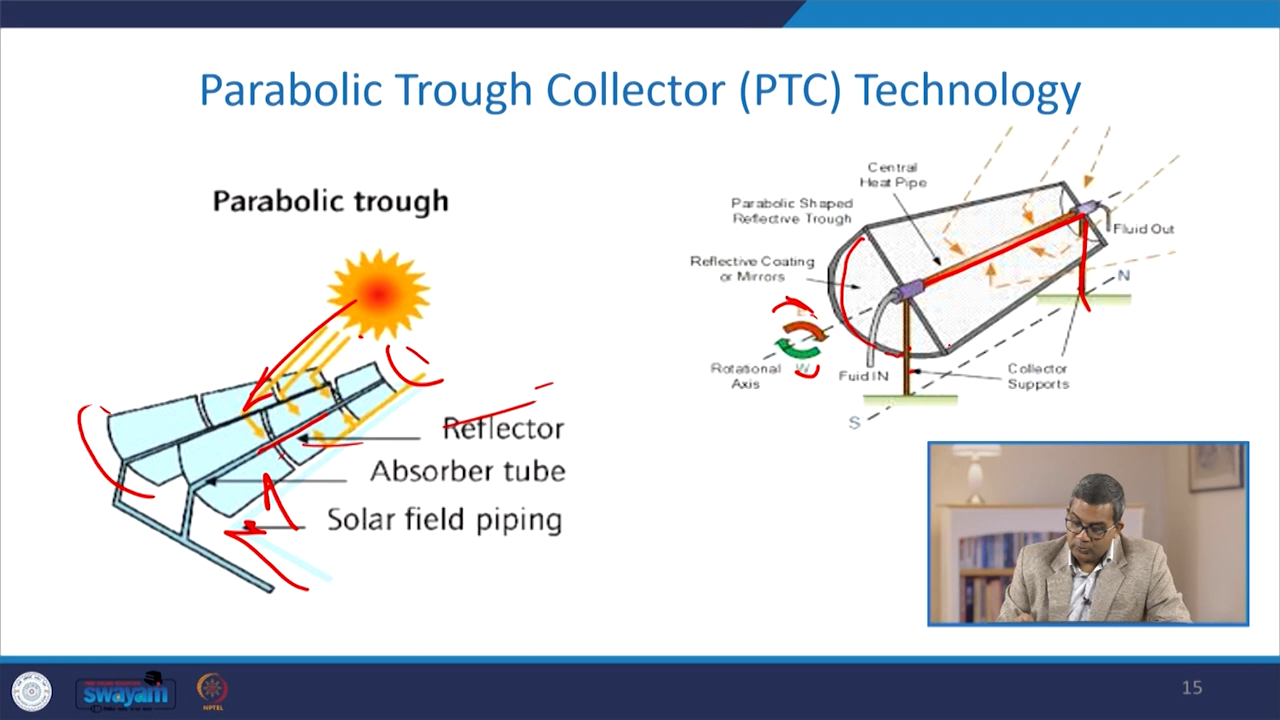 Parabolic Trough Collector (PTC) Technology
Parabolic trough
Reflector
Absorber tube
Solar field piping
Central
Heat Pipe
Parabolic Shaped
Reflective Trough
Reflective Coating
or Mirrors
Fluid Out
N
E
W
Rotational
Axis
Fuid IN
Collector
Supports
S
swayam
NPTEL
15